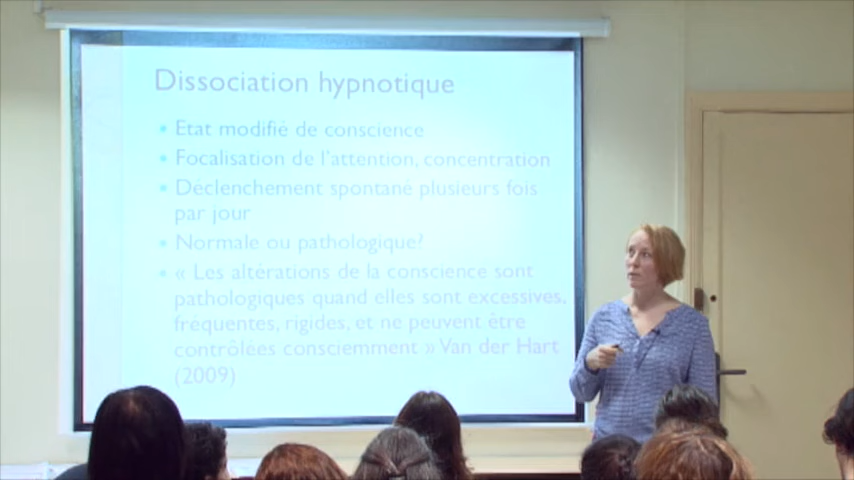 Dissociation hypnotique
• Etat modifié de conscience
• Focalisation de l'attention, concentration
• Déclenchement spontané plusieurs fois
par jour
• Normale ou pathologique?
• « Les altérations de la conscience sont
pathologiques quand elles sont excessives,
fréquentes, rigides, et ne peuvent être
contrôlées consciemment » Van der Hart
(2009)